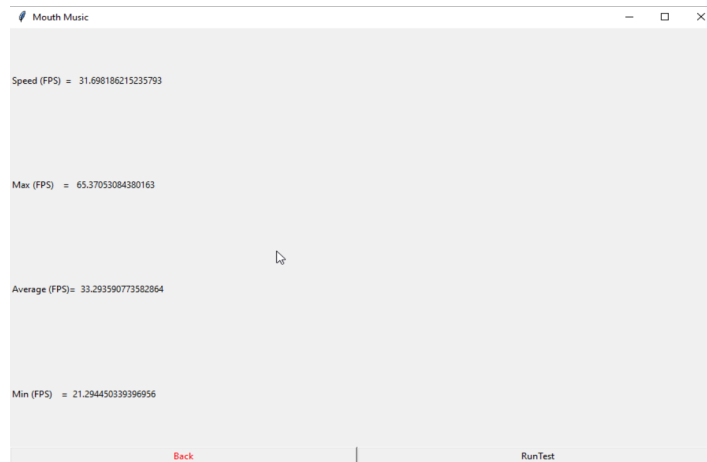 Mouth Music
Speed (FPS) = 31.698186215235793
Max (FPS) = 65.37053084380163
Average (FPS)= 33.293590773582864
Min (FPS) = 21.294450339396956
Back
RunTest